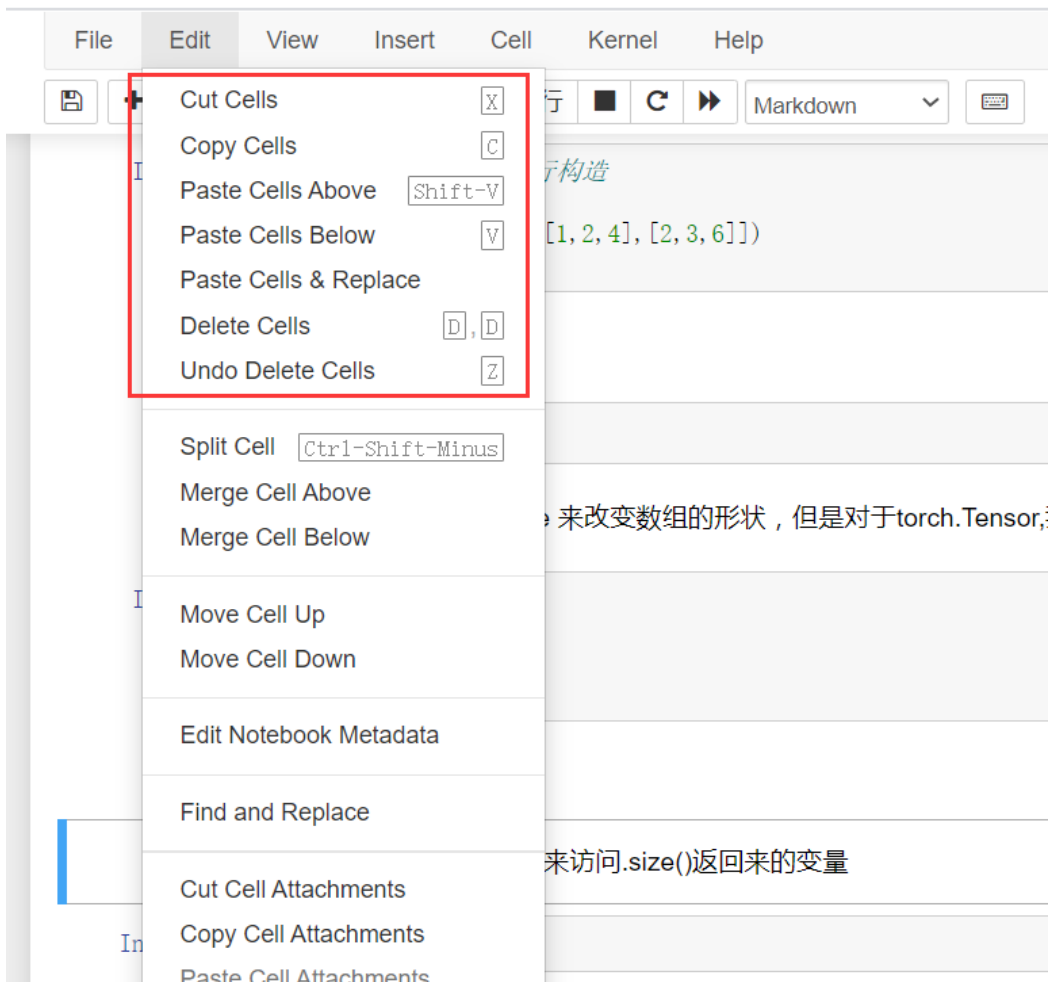 File Edit View Insert Cell Kernel Help
行 Markdown
Cut Cells X
行构造
Copy Cells C
Paste Cells Above Shift-V
Paste Cells Below V
[1,2,4],[2,3,6]])
Paste Cells & Replace
Delete Cells D,D
Undo Delete Cells Z
Split Cell Ctrl-Shift-Minus
Merge Cell Above
来改变数组的形状，但是对于torch.Tensor,
Merge Cell Below
Move Cell Up
Move Cell Down
Edit Notebook Metadata
Find and Replace
来访问.size()返回来的变量
Cut Cell Attachments
Copy Cell Attachments
In
Paste Cell Attachments